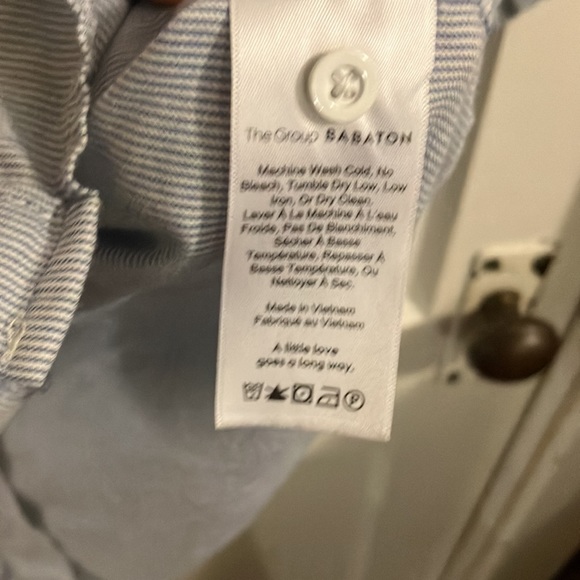 The Group BABATON
Machine Wash Cold, No
Bleach, Tumble Dry Low, Low
Iron, Or Dry Clean.
Laver À La Machine À L'eau
Froide, Pas De Blanchiment,
Sécher À Basse
Température, Repasser À
Basse Température, Ou
Nettoyer À Sec.
Made in Vietnam
Fabriqué au Vietnam
A little love
goes a long way.
P